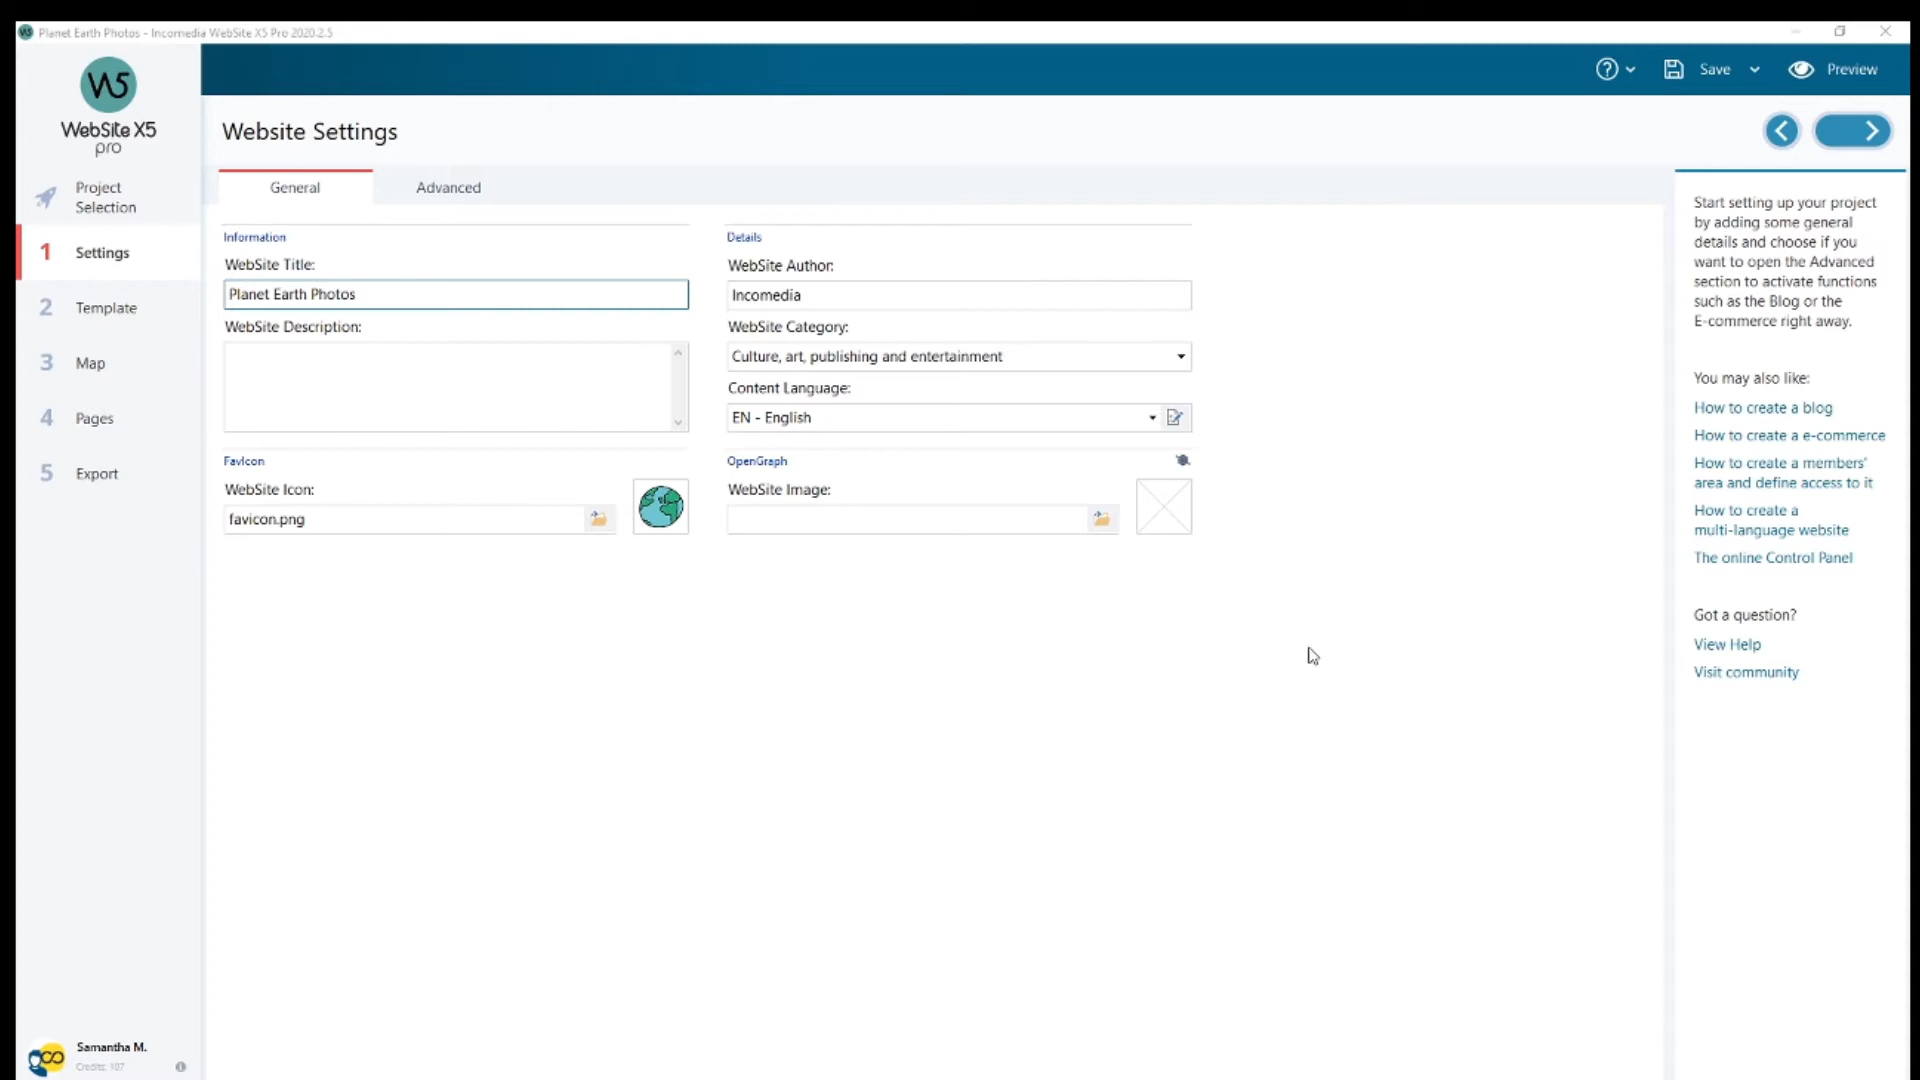 Planet Earth Photos - Incomedia WebSite X5 Pro 2020.2.5
W5
WebSite X5
pro
Save
Preview
Website Settings
Project
Selection
1 Settings
2 Template
3 Map
4 Pages
5 Export
General
Advanced
Information
WebSite Title:
Planet Earth Photos
WebSite Description:
Details
WebSite Author:
Incomedia
WebSite Category:
Culture, art, publishing and entertainment
Content Language:
EN - English
FavIcon
WebSite Icon:
favicon.png
OpenGraph
WebSite Image:
Start setting up your project
by adding some general
details and choose if you
want to open the Advanced
section to activate functions
such as the Blog or the
E-commerce right away.
You may also like:
How to create a blog
How to create a e-commerce
How to create a members'
area and define access to it
How to create a
multi-language website
The online Control Panel
Got a question?
View Help
Visit community
Samantha M.
Credits: 107